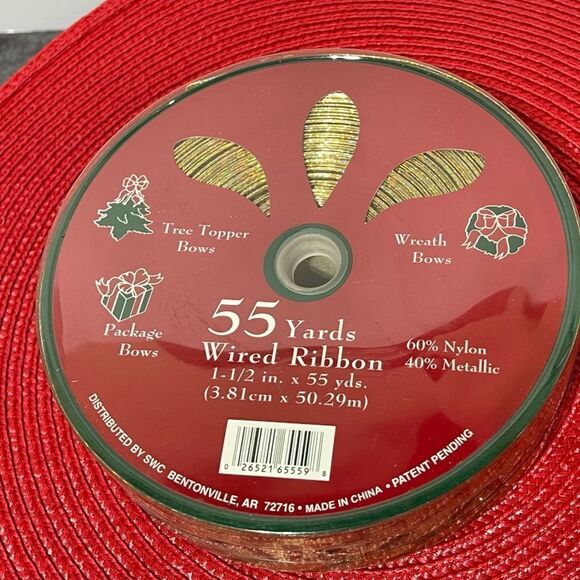 Tree Topper
Bows
Wreath
Bows
Package
Bows
55 Yards
Wired Ribbon
1-1/2 in. x 55 yds.
(3.81cm x 50.29m)
60% Nylon
40% Metallic
0 26521 65559 8
DISTRIBUTED BY SWC BENTONVILLE, AR 72716 • MADE IN CHINA • PATENT PENDING